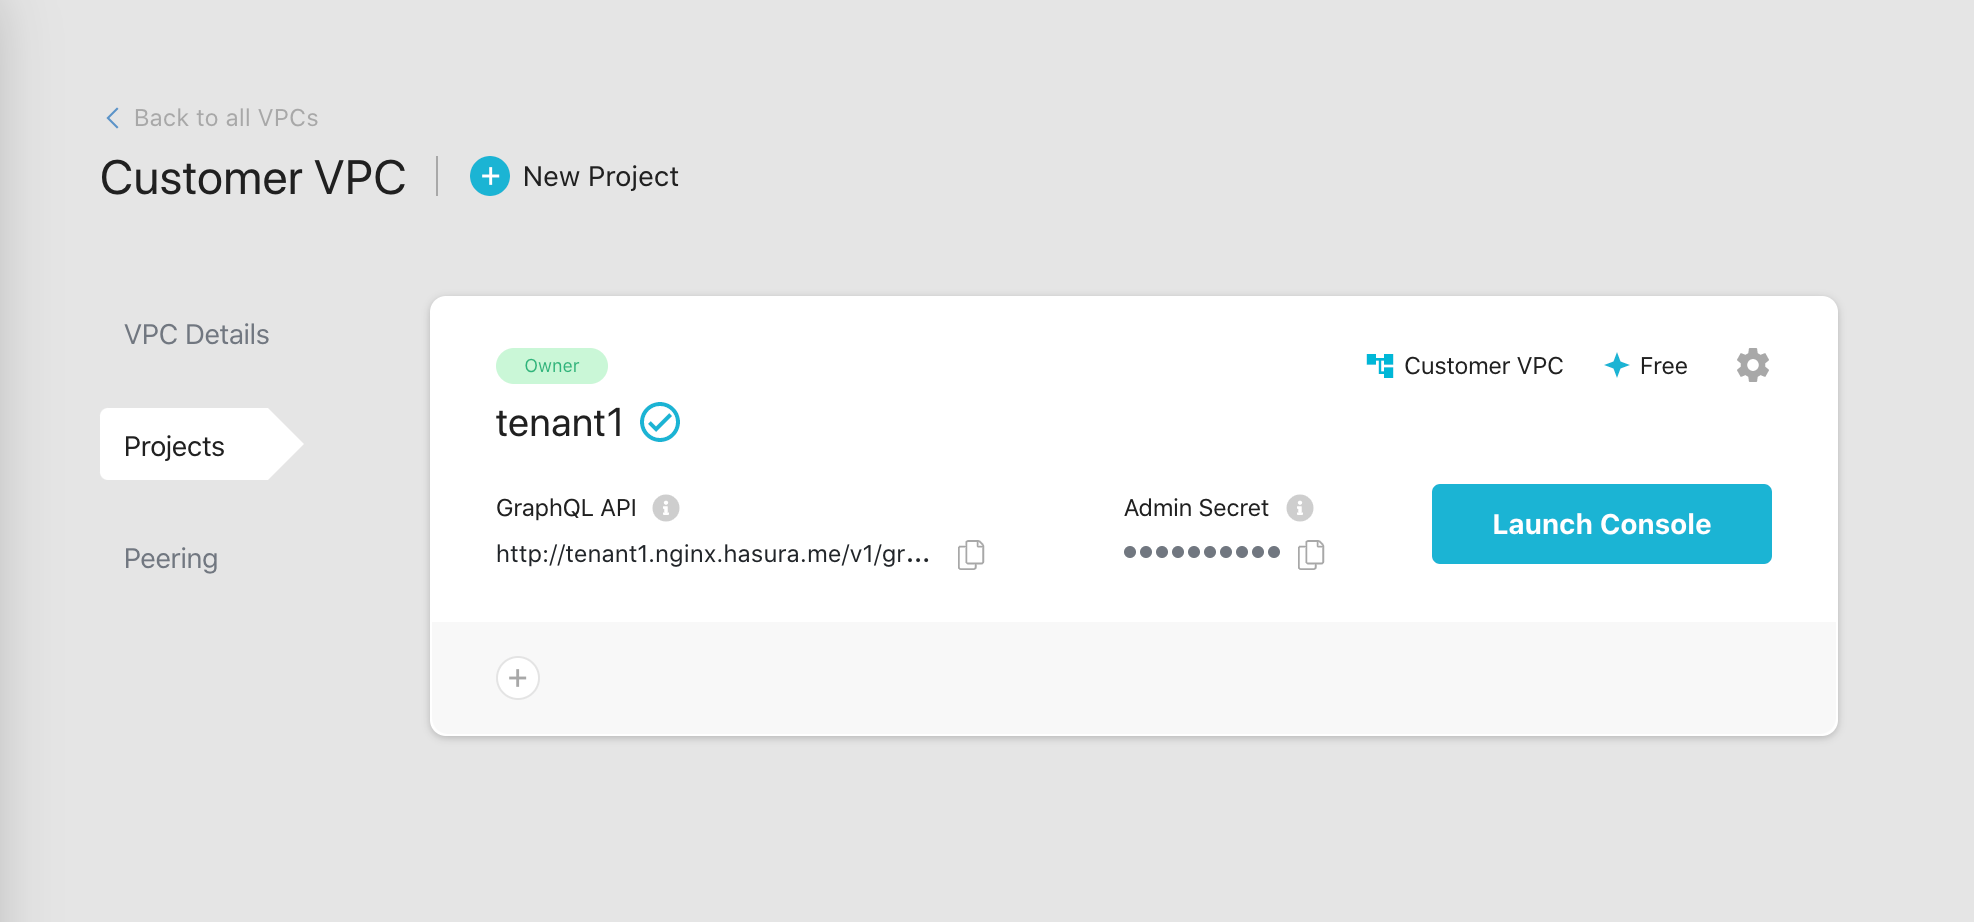 Back to all VPCs
Customer VPC
New Project
VPC Details
Projects
Peering
Owner
Customer VPC
Free
tenant1
GraphQL API
http://tenant1.nginx.hasura.me/v1/gr...
Admin Secret
••••••••••
Launch Console